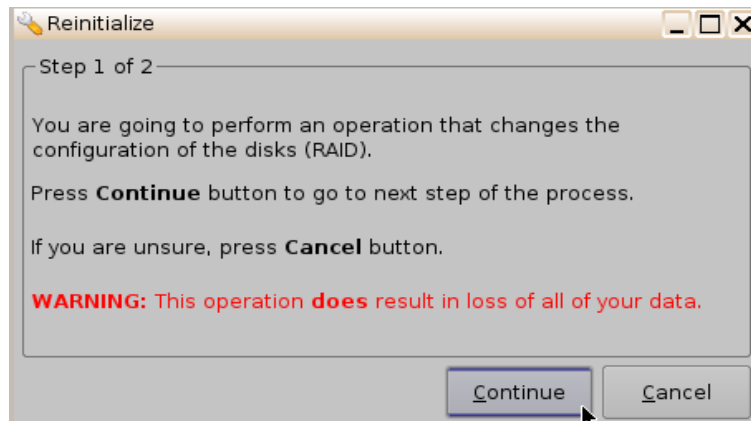 Reinitialize
Step 1 of 2
You are going to perform an operation that changes the
configuration of the disks (RAID).
Press Continue button to go to next step of the process.
If you are unsure, press Cancel button.
WARNING: This operation does result in loss of all of your data.
Continue
Cancel